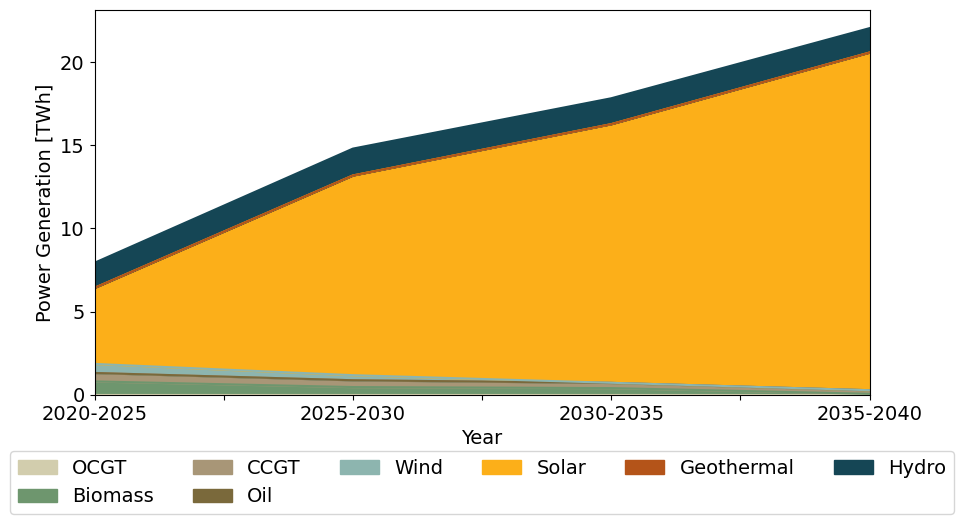 Power Generation [TWh]
20
15
10
5
0
2020-2025 2025-2030 2030-2035 2035-2040
Year
OCGT CCGT Wind Solar Geothermal Hydro
Biomass Oil